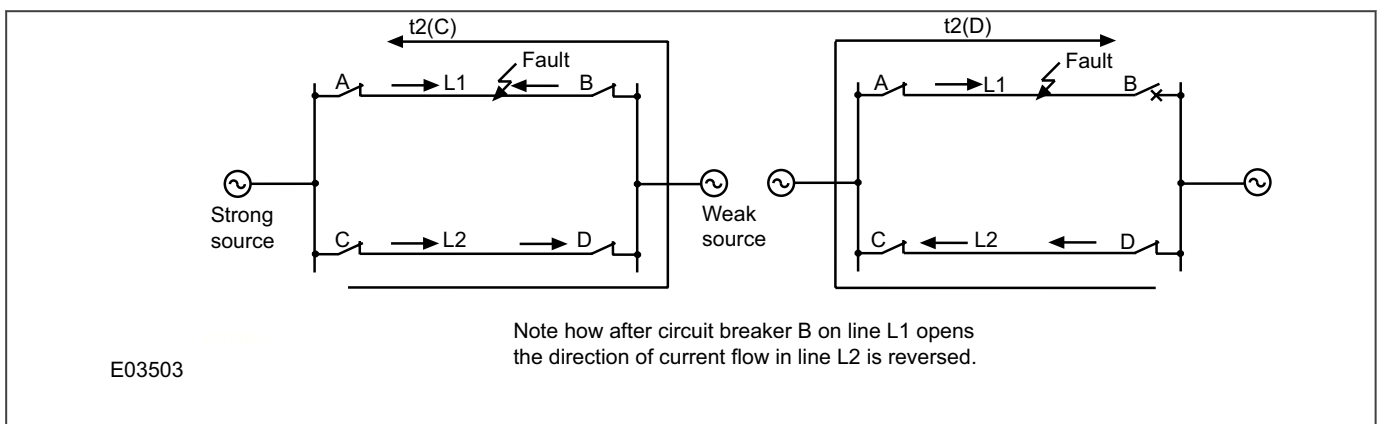 t2(C)
Fault
A
L1
B
Strong
source
Weak
source
C
L2
D
t2(D)
Fault
A
L1
B
C
L2
D
Note how after circuit breaker B on line L1 opens
the direction of current flow in line L2 is reversed.
E03503